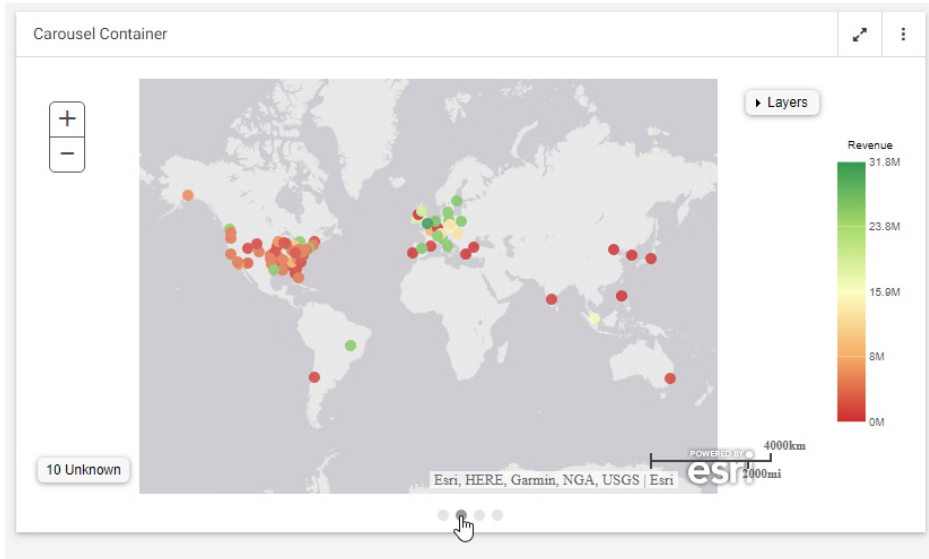 Carousel Container
+
−
Layers
Revenue
31.8M
23.8M
15.9M
8M
0M
10 Unknown
4000km
2000mi
POWERED BY
esri
Esri, HERE, Garmin, NGA, USGS | Esri